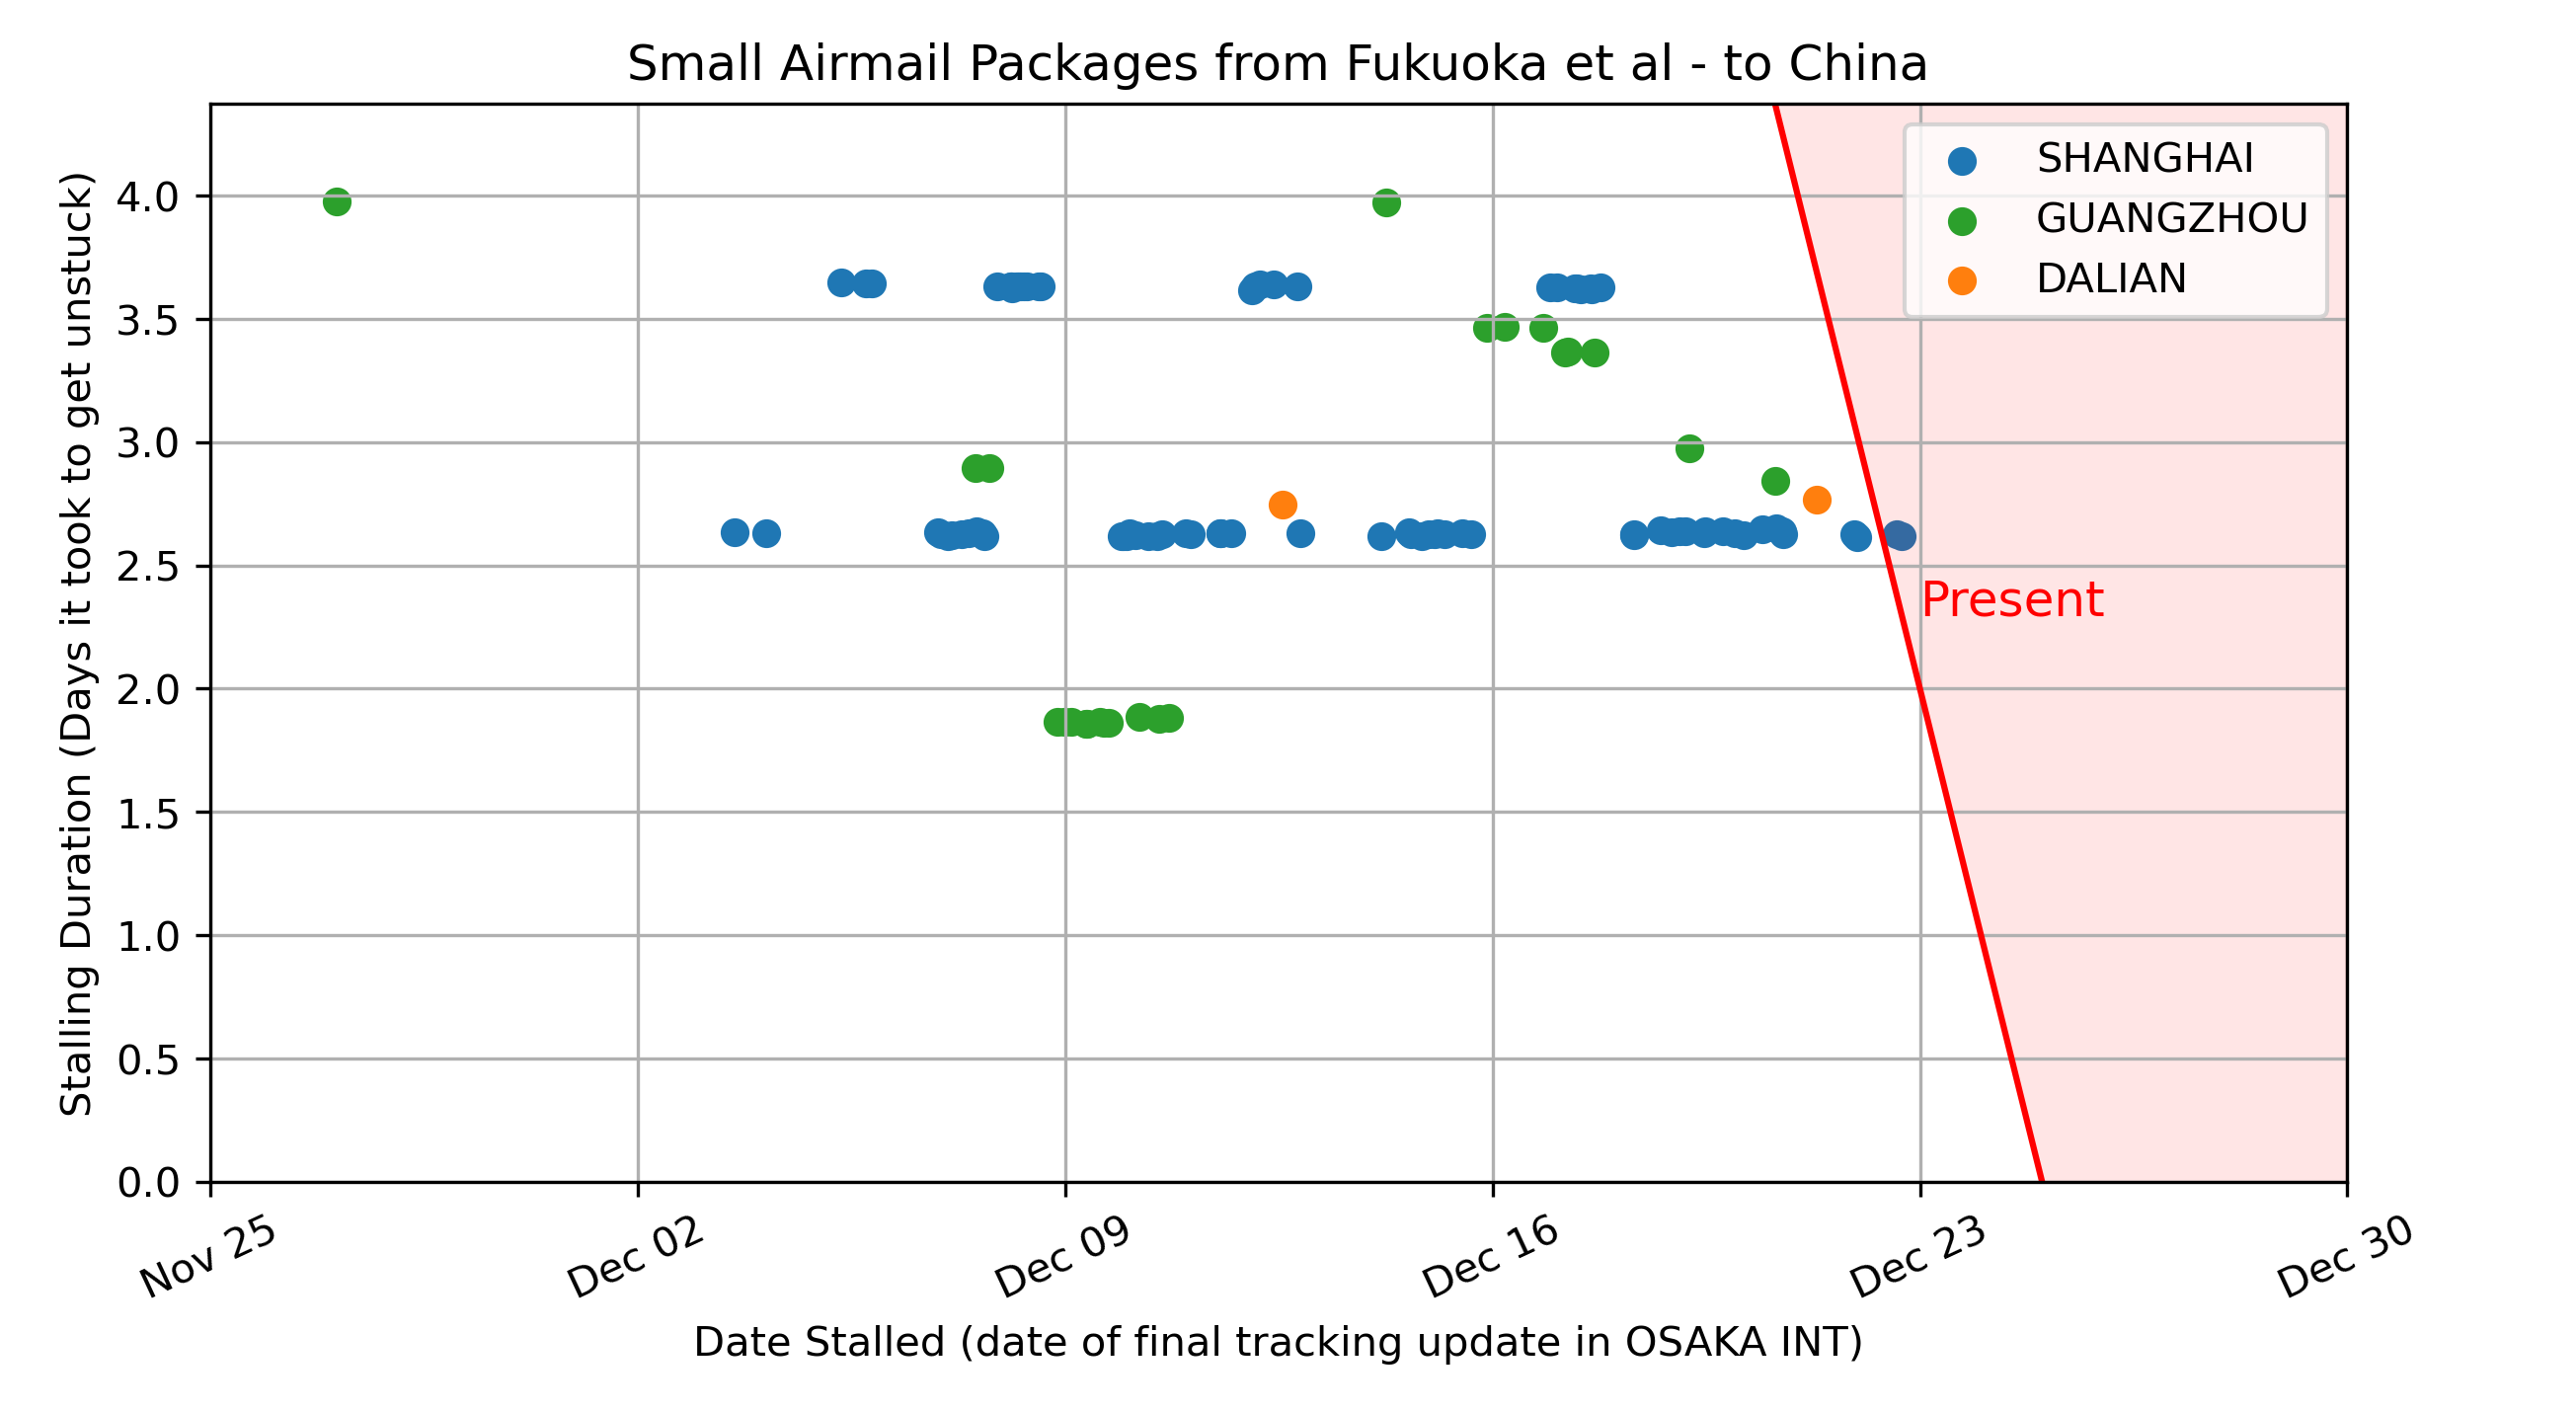 Small Airmail Packages from Fukuoka et al - to China
SHANGHAI
GUANGZHOU
DALIAN
Stalling Duration (Days it took to get unstuck)
4.0
3.5
3.0
2.5
2.0
1.5
1.0
0.5
0.0
Present
Nov 25
Dec 02
Dec 09
Dec 16
Dec 23
Dec 30
Date Stalled (date of final tracking update in OSAKA INT)